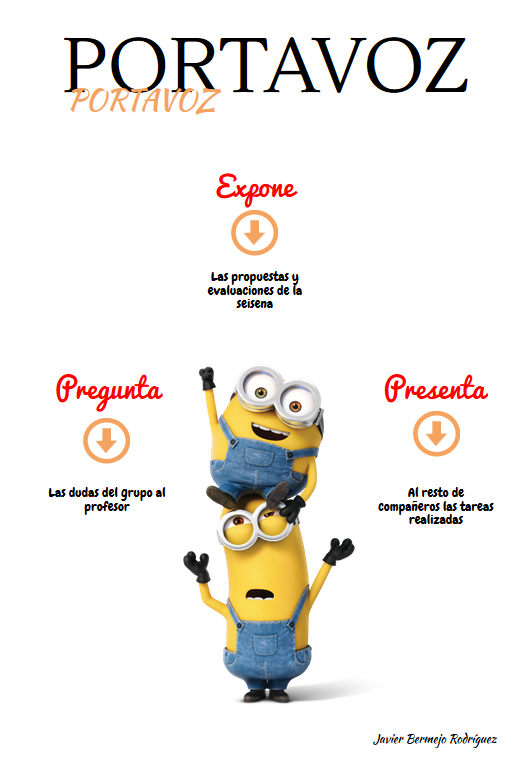 PORTAVOZ
PORTAVOZ
Expone
Las propuestas y
evaluaciones de la
seisena
Pregunta
Las dudas del grupo al
profesor
Presenta
Al resto de
compañeros las tareas
realizadas
Javier Bermejo Rodríguez